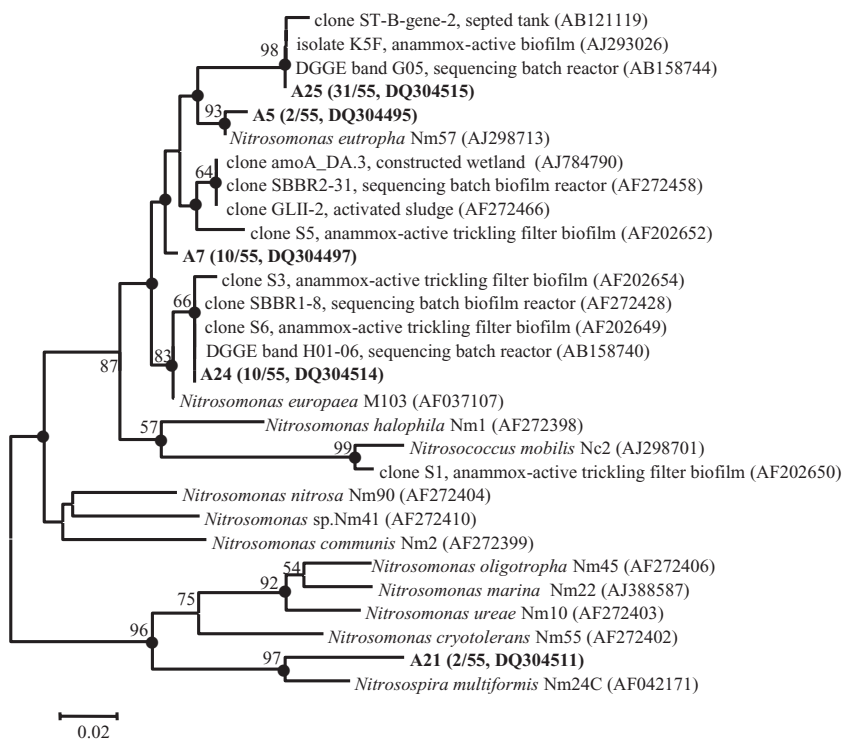 clone ST-B-gene-2, septed tank (AB121119)
98 isolate K5F, anammox-active biofilm (AJ293026)
DGGE band G05, sequencing batch reactor (AB158744)
A25 (31/55, DQ304515)
93 A5 (2/55, DQ304495)
Nitrosomonas eutropha Nm57 (AJ298713)
clone amoA_DA.3, constructed wetland (AJ784790)
64
clone SBBR2-31, sequencing batch biofilm reactor (AF272458)
clone GLII-2, activated sludge (AF272466)
clone S5, anammox-active trickling filter biofilm (AF202652)
A7 (10/55, DQ304497)
clone S3, anammox-active trickling filter biofilm (AF202654)
66 clone SBBR1-8, sequencing batch biofilm reactor (AF272428)
clone S6, anammox-active trickling filter biofilm (AF202649)
83 DGGE band H01-06, sequencing batch reactor (AB158740)
87 A24 (10/55, DQ304514)
Nitrosomonas europaea M103 (AF037107)
57 Nitrosomonas halophila Nm1 (AF272398)
99 Nitrosococcus mobilis Nc2 (AJ298701)
clone S1, anammox-active trickling filter biofilm (AF202650)
Nitrosomonas nitrosa Nm90 (AF272404)
Nitrosomonas sp.Nm41 (AF272410)
Nitrosomonas communis Nm2 (AF272399)
54 Nitrosomonas oligotropha Nm45 (AF272406)
92 Nitrosomonas marina Nm22 (AJ388587)
75 Nitrosomonas ureae Nm10 (AF272403)
96 Nitrosomonas cryotolerans Nm55 (AF272402)
97 A21 (2/55, DQ304511)
Nitrosospira multiformis Nm24C (AF042171)
0.02